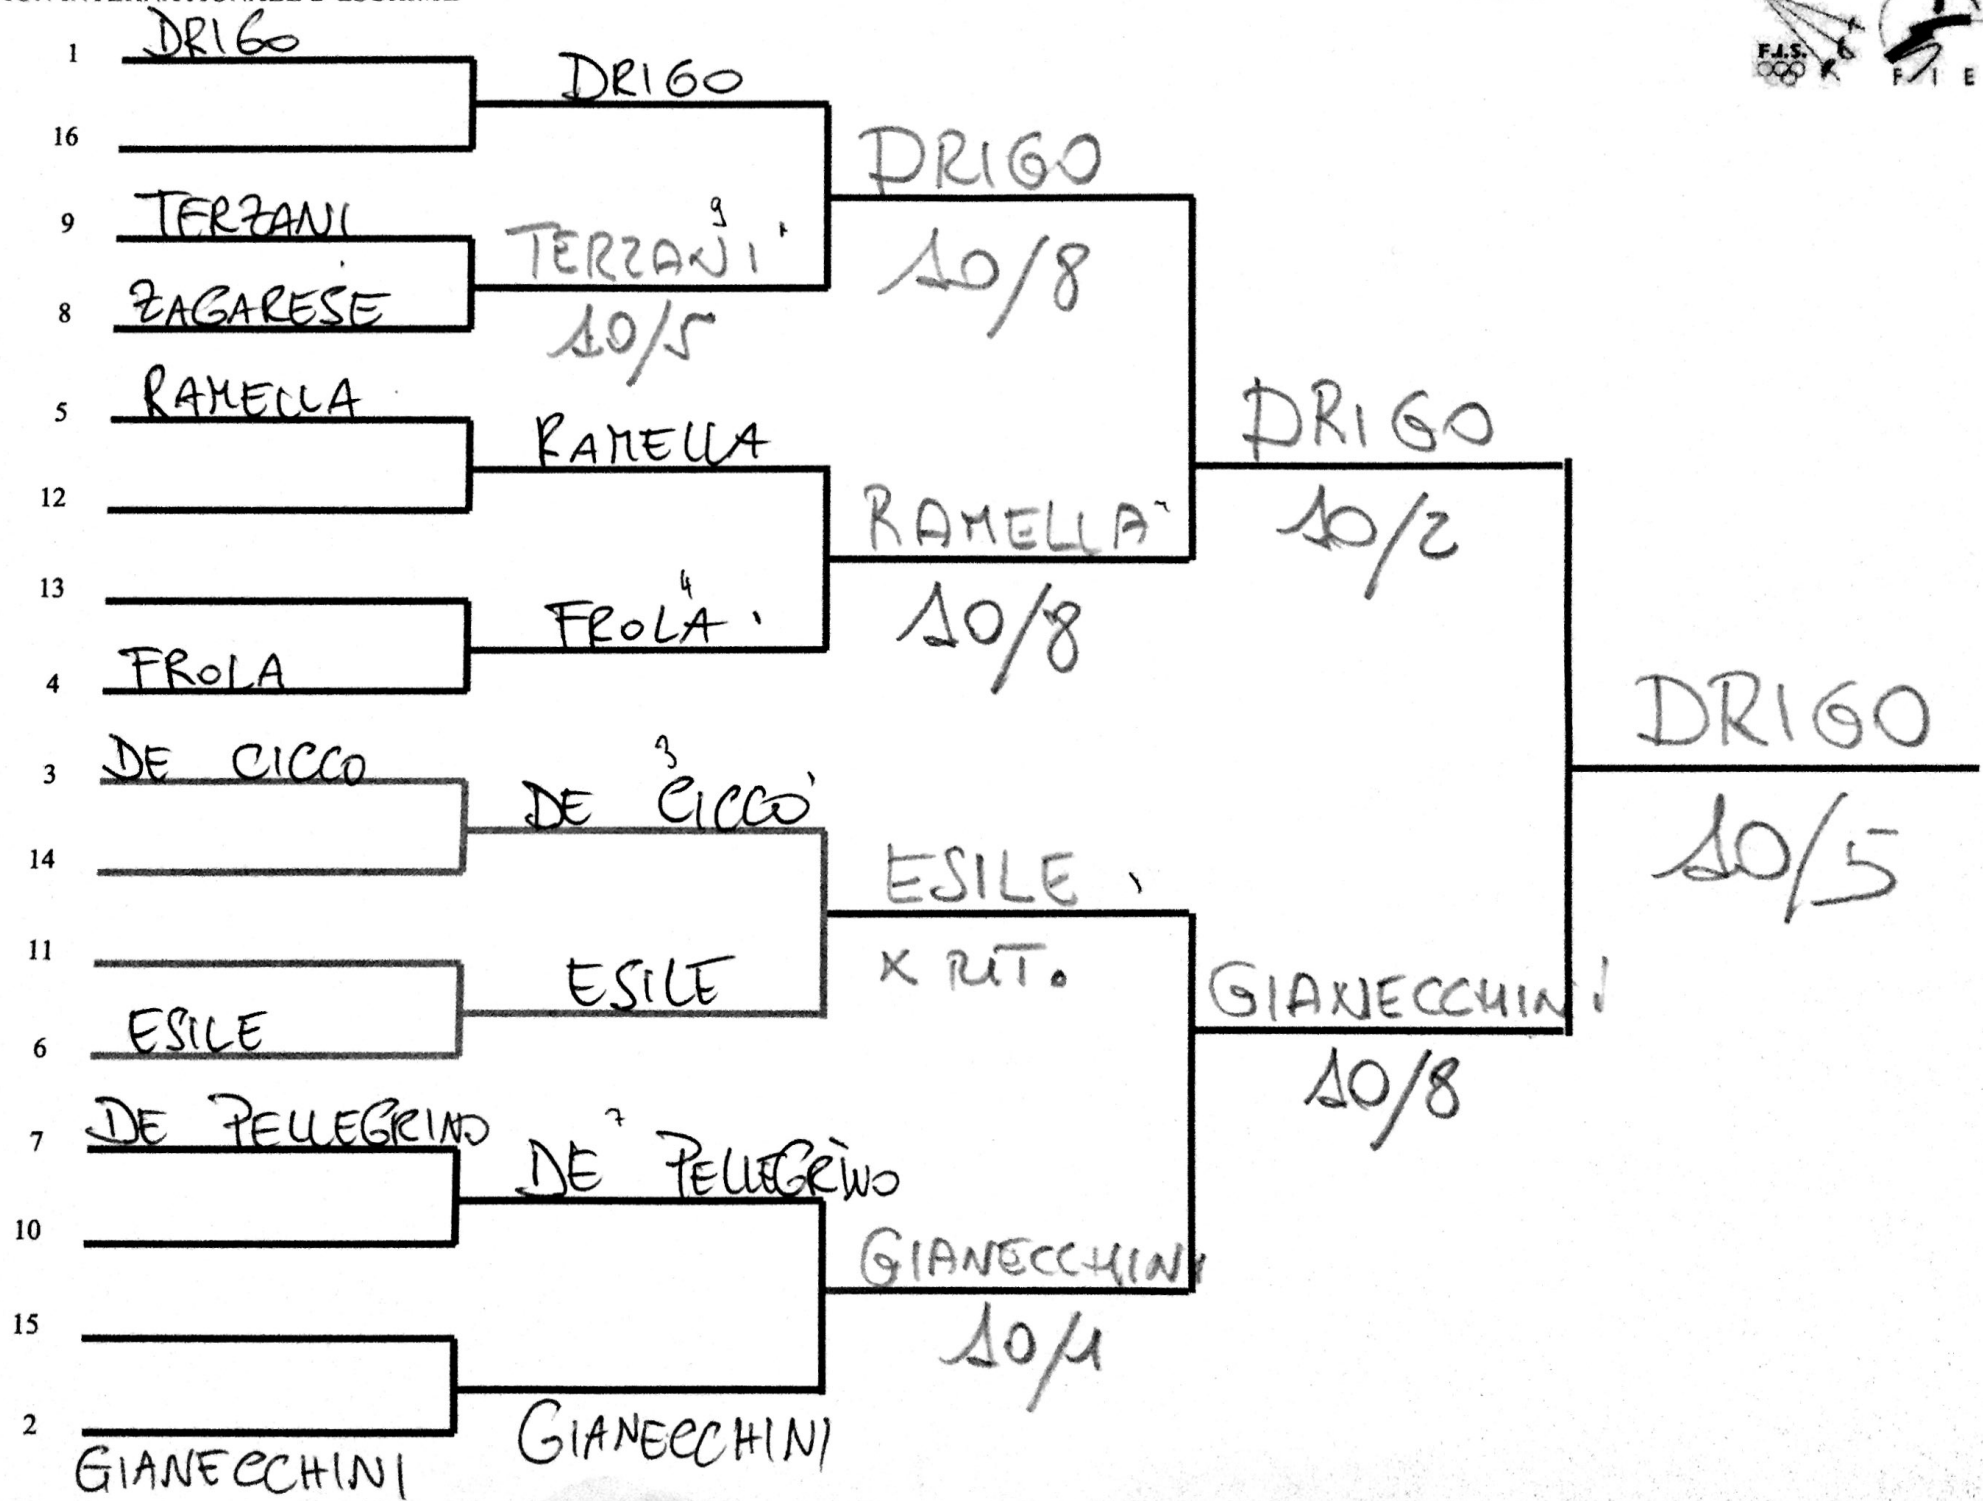 1 DRIGO
16
9 TERZANI
8 ZAGARESE
5 RAMELLA
12
13
4 FROLA
3 DE CICCO
14
11
6 ESILE
7 DE PELLEGRINO
10
15
2 GIANECCHINI
DRIGO
9
TERZANI
10/5
RAMELLA
4
FROLA
3
DE CICCO
ESILE
7
DE PELLEGRINO
GIANECCHINI
DRIGO
10/8
RAMELLA
10/8
ESILE
X RIT.
GIANECCHINI
10/1
DRIGO
10/2
GIANECCHINI
10/8
DRIGO
10/5
F.I.S.
F I E